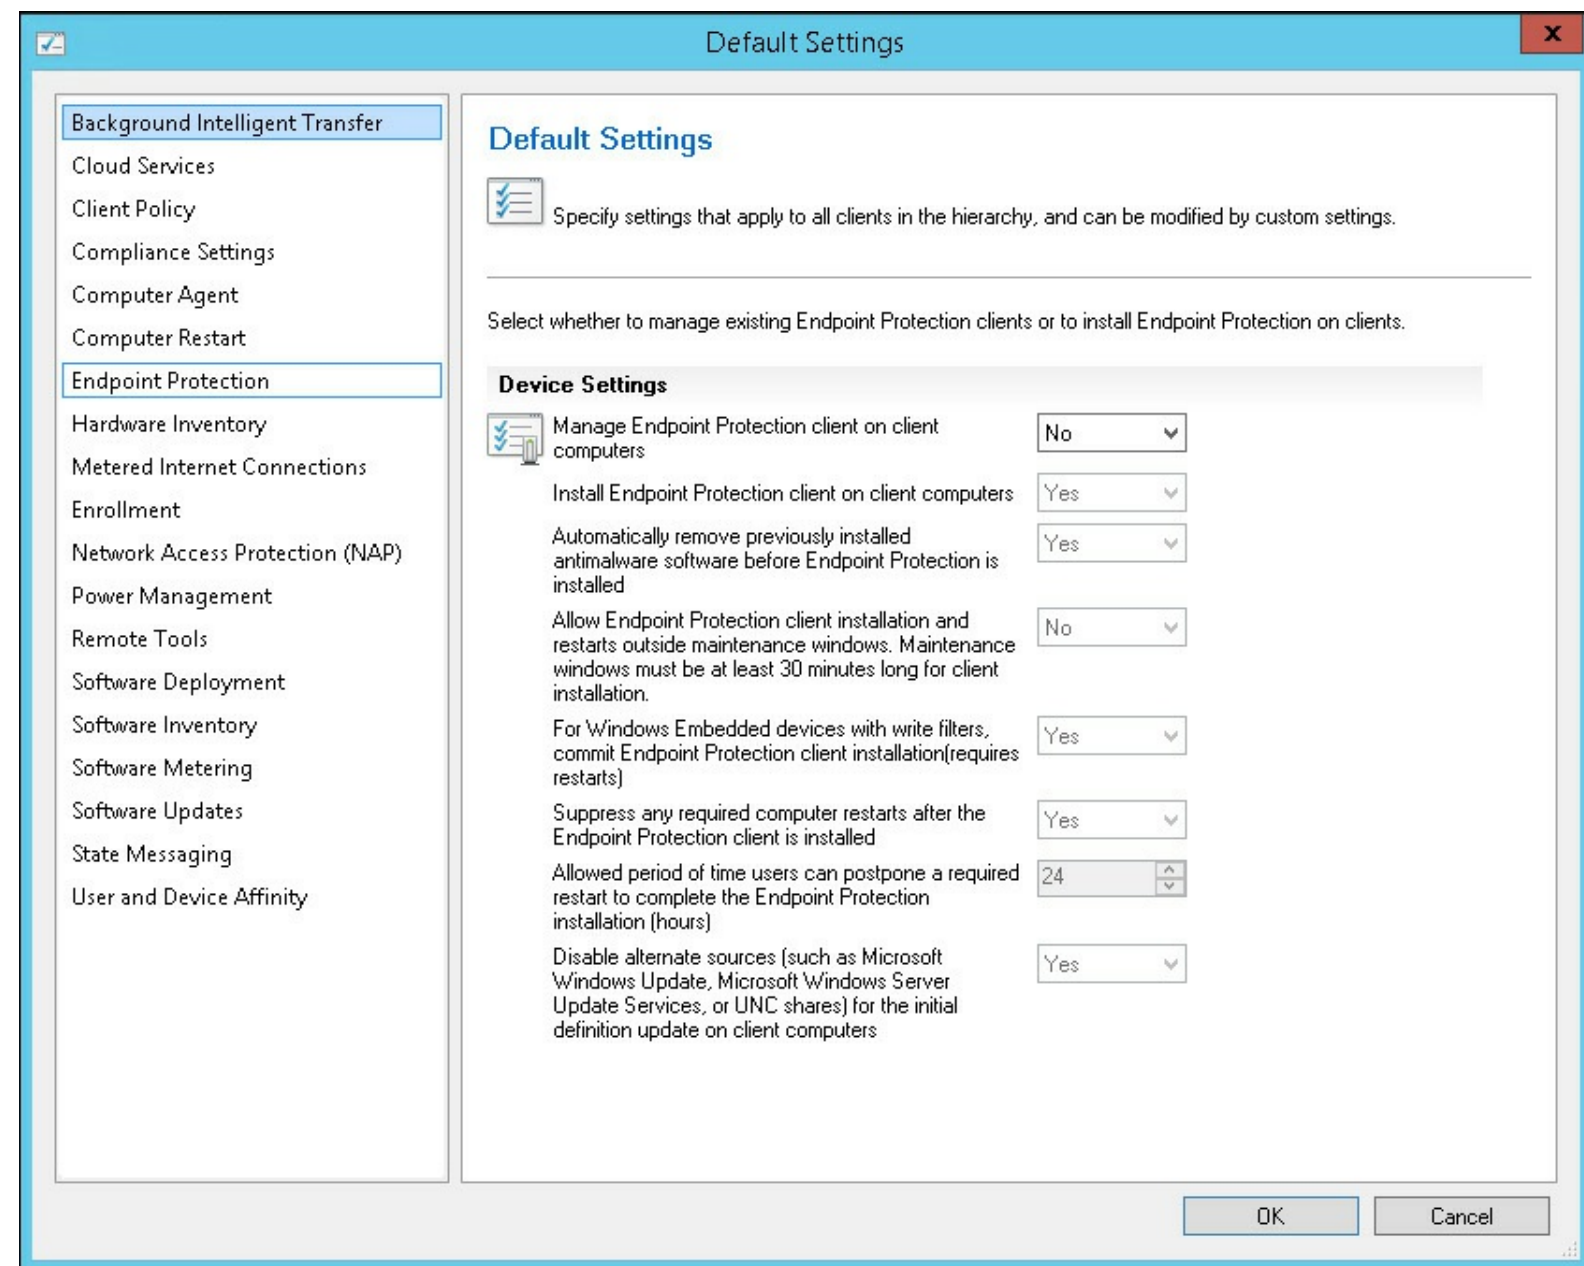 Default Settings
x
Background Intelligent Transfer
Cloud Services
Client Policy
Compliance Settings
Computer Agent
Computer Restart
Endpoint Protection
Hardware Inventory
Metered Internet Connections
Enrollment
Network Access Protection (NAP)
Power Management
Remote Tools
Software Deployment
Software Inventory
Software Metering
Software Updates
State Messaging
User and Device Affinity
Default Settings
Specify settings that apply to all clients in the hierarchy, and can be modified by custom settings.
Select whether to manage existing Endpoint Protection clients or to install Endpoint Protection on clients.
Device Settings
Manage Endpoint Protection client on client
computers
No
Install Endpoint Protection client on client computers
Yes
Automatically remove previously installed
antimalware software before Endpoint Protection is
installed
Yes
Allow Endpoint Protection client installation and
restarts outside maintenance windows. Maintenance
windows must be at least 30 minutes long for client
installation.
No
For Windows Embedded devices with write filters,
commit Endpoint Protection client installation(requires
restarts)
Yes
Suppress any required computer restarts after the
Endpoint Protection client is installed
Yes
Allowed period of time users can postpone a required
restart to complete the Endpoint Protection
installation (hours)
24
Disable alternate sources (such as Microsoft
Windows Update, Microsoft Windows Server
Update Services, or UNC shares) for the initial
definition update on client computers
Yes
OK
Cancel